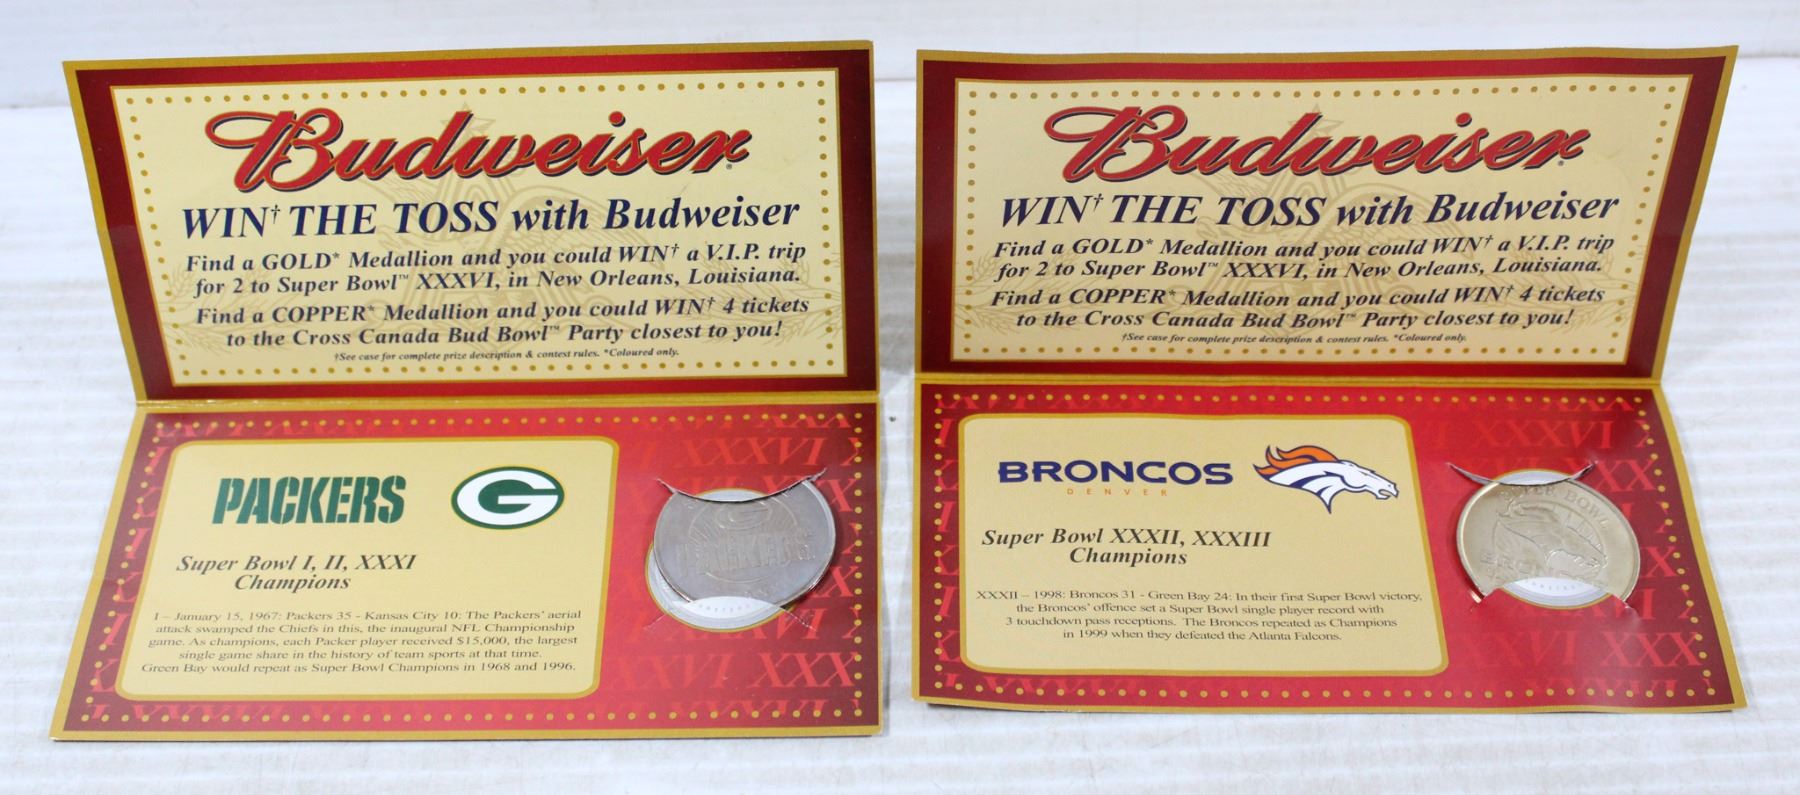 Budweiser
WIN† THE TOSS with Budweiser
Find a GOLD* Medallion and you could WIN† a V.I.P. trip
for 2 to Super Bowl™ XXXVI, in New Orleans, Louisiana.
Find a COPPER* Medallion and you could WIN† 4 tickets
to the Cross Canada Bud Bowl™ Party closest to you!
†See case for complete prize description & contest rules. *Coloured only.
PACKERS
G
Super Bowl I, II, XXXI
Champions
I – January 15, 1967: Packers 35 - Kansas City 10: The Packers' aerial
attack swamped the Chiefs in this, the inaugural NFL Championship
game. As champions, each Packer player received $15,000, the largest
single game share in the history of team sports at that time.
Green Bay would repeat as Super Bowl Champions in 1968 and 1996.
PACKERS
Budweiser
WIN† THE TOSS with Budweiser
Find a GOLD* Medallion and you could WIN† a V.I.P. trip
for 2 to Super Bowl™ XXXVI, in New Orleans, Louisiana.
Find a COPPER* Medallion and you could WIN† 4 tickets
to the Cross Canada Bud Bowl™ Party closest to you!
†See case for complete prize description & contest rules. *Coloured only.
BRONCOS
DENVER
Super Bowl XXXII, XXXIII
Champions
XXXII – 1998: Broncos 31 - Green Bay 24: In their first Super Bowl victory,
the Broncos' offence set a Super Bowl single player record with
3 touchdown pass receptions. The Broncos repeated as Champions
in 1999 when they defeated the Atlanta Falcons.
SUPER BOWL